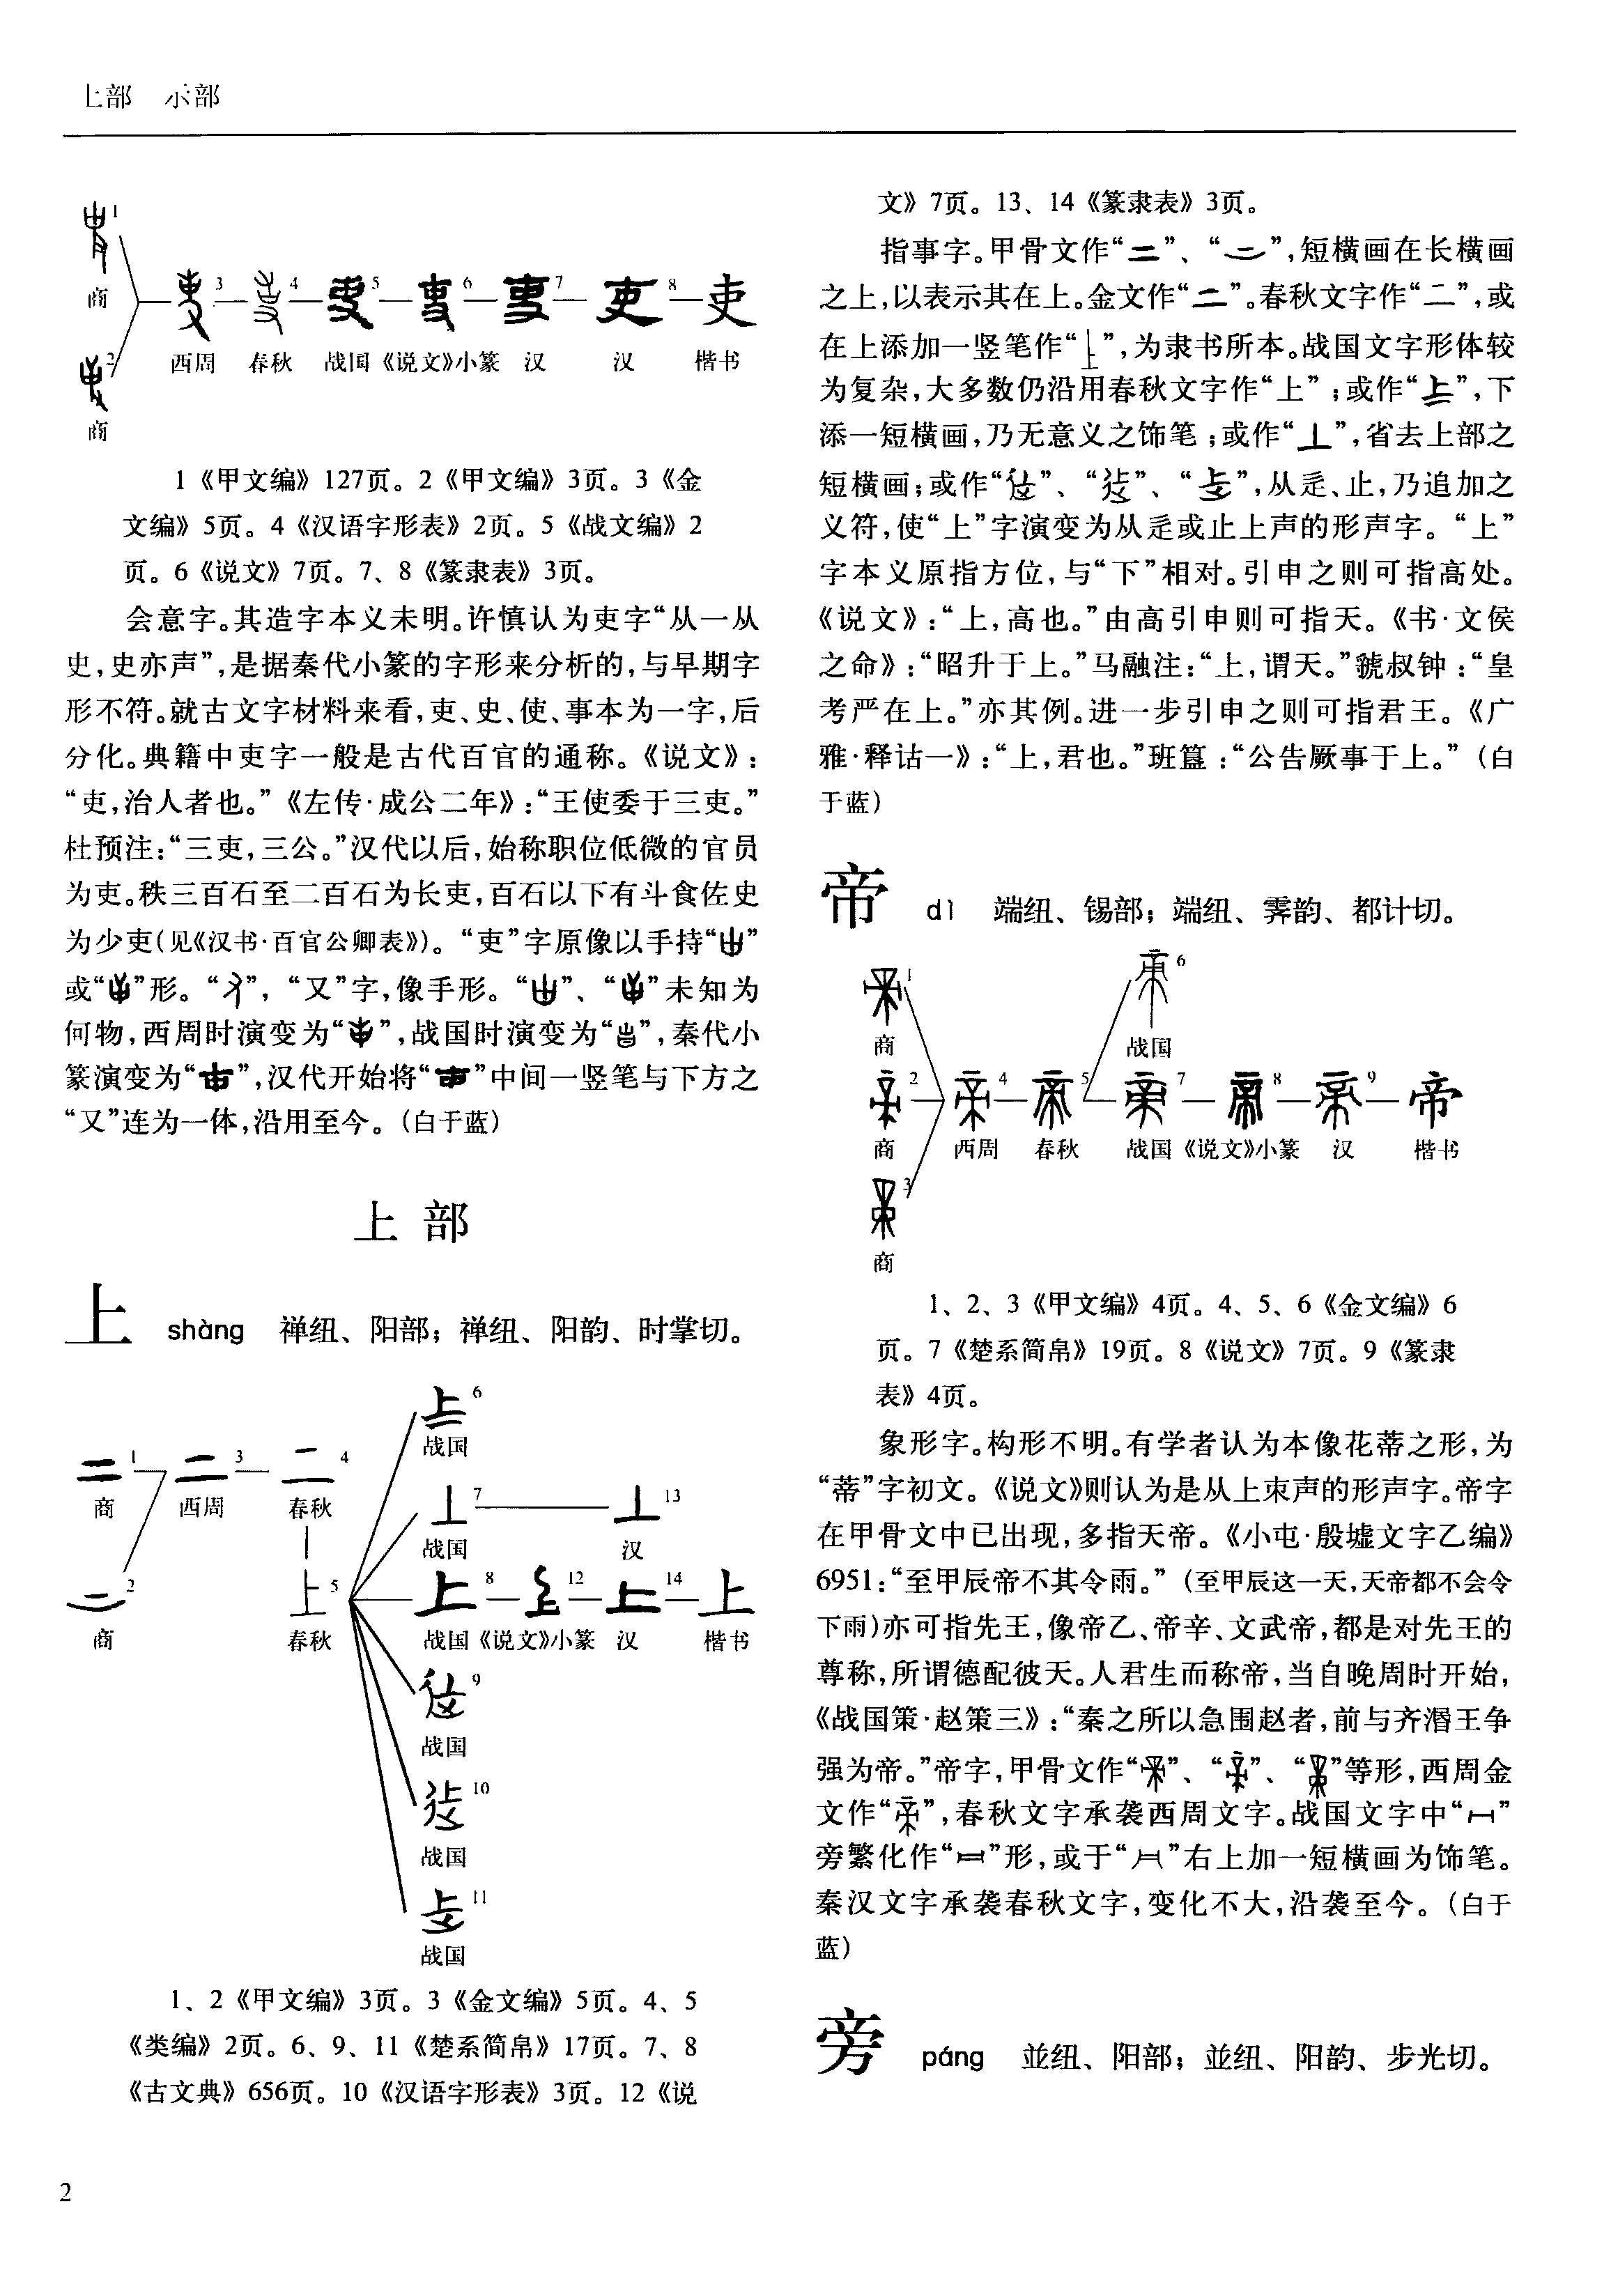 上部　示部
1
商
2
商
3 4 5 6 7 8 吏
西周 春秋 战国《说文》小篆 汉 汉 楷书
1《甲文编》127页。2《甲文编》3页。3《金
文编》5页。4《汉语字形表》2页。5《战文编》2
页。6《说文》7页。7、8《篆隶表》3页。
会意字。其造字本义未明。许慎认为吏字“从一从
史,史亦声”,是据秦代小篆的字形来分析的,与早期字
形不符。就古文字材料来看,吏、史、使、事本为一字,后
分化。典籍中吏字一般是古代百官的通称。《说文》:
“吏,治人者也。”《左传·成公二年》:“王使委于三吏。”
杜预注:“三吏,三公。”汉代以后,始称职位低微的官员
为吏。秩三百石至二百石为长吏,百石以下有斗食佐史
为少吏(见《汉书·百官公卿表》)。“吏”字原像以手持“”
或“”形。“”,“又”字,像手形。“”、“”未知为
何物,西周时演变为“”,战国时演变为“”,秦代小
篆演变为“”,汉代开始将“”中间一竖笔与下方之
“又”连为一体,沿用至今。(白于蓝)
上部
上 shàng 禅纽、阳部；禅纽、阳韵、时掌切。
6
战国
1 3 4
商 西周 春秋
7 13
战国 汉
2 5 8 12 14 上
商 春秋 战国《说文》小篆 汉 楷书
9
战国
10
战国
11
战国
1、2《甲文编》3页。3《金文编》5页。4、5
《类编》2页。6、9、11《楚系简帛》17页。7、8
《古文典》656页。10《汉语字形表》3页。12《说
文》7页。13、14《篆隶表》3页。
指事字。甲骨文作“”、“”,短横画在长横画
之上,以表示其在上。金文作“”。春秋文字作“”,或
在上添加一竖笔作“”,为隶书所本。战国文字形体较
为复杂,大多数仍沿用春秋文字作“上”;或作“”,下
添一短横画,乃无意义之饰笔;或作“”,省去上部之
短横画;或作“”、“”、“”,从辵、止,乃追加之
义符,使“上”字演变为从辵或止上声的形声字。“上”
字本义原指方位,与“下”相对。引申之则可指高处。
《说文》:“上,高也。”由高引申则可指天。《书·文侯
之命》:“昭升于上。”马融注:“上,谓天。”虢叔钟:“皇
考严在上。”亦其例。进一步引申之则可指君王。《广
雅·释诂一》:“上,君也。”班簋:“公告厥事于上。”(白
于蓝)
帝 dì 端纽、锡部；端纽、霁韵、都计切。
1 6
商 战国
2 4 5 7 8 9 帝
商 西周 春秋 战国《说文》小篆 汉 楷书
3
商
1、2、3《甲文编》4页。4、5、6《金文编》6
页。7《楚系简帛》19页。8《说文》7页。9《篆隶
表》4页。
象形字。构形不明。有学者认为本像花蒂之形,为
“蒂”字初文。《说文》则认为是从上朿声的形声字。帝字
在甲骨文中已出现,多指天帝。《小屯·殷墟文字乙编》
6951:“至甲辰帝不其令雨。”(至甲辰这一天,天帝都不会令
下雨)亦可指先王,像帝乙、帝辛、文武帝,都是对先王的
尊称,所谓德配彼天。人君生而称帝,当自晚周时开始,
《战国策·赵策三》:“秦之所以急围赵者,前与齐湣王争
强为帝。”帝字,甲骨文作“”、“”、“”等形,西周金
文作“”,春秋文字承袭西周文字。战国文字中“”
旁繁化作“”形,或于“”右上加一短横画为饰笔。
秦汉文字承袭春秋文字,变化不大,沿袭至今。(白于
蓝)
旁 páng 並纽、阳部；並纽、阳韵、步光切。
2